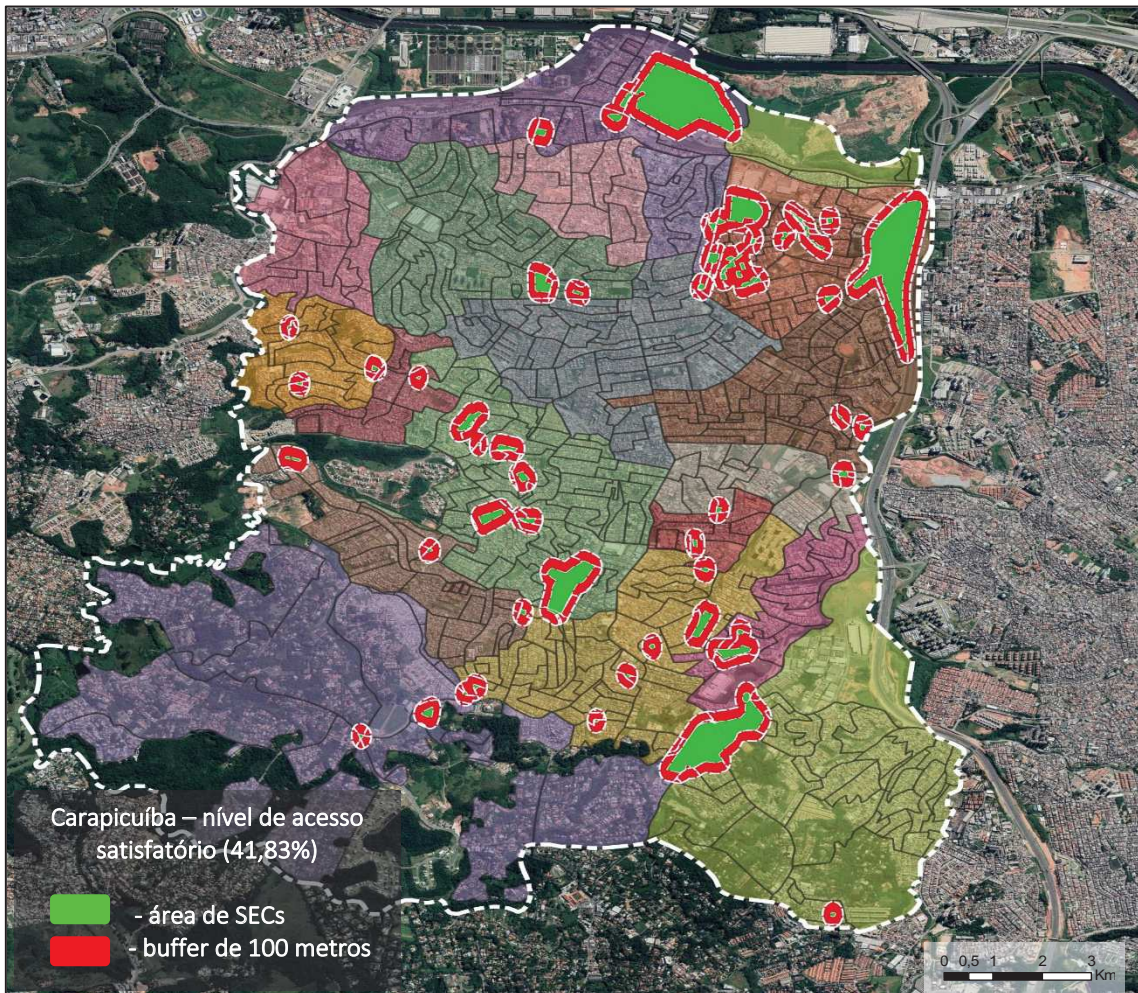 Carapicuíba – nível de acesso
satisfatório (41,83%)
- área de SECs
- buffer de 100 metros
0 0,5 1 2 3
Km